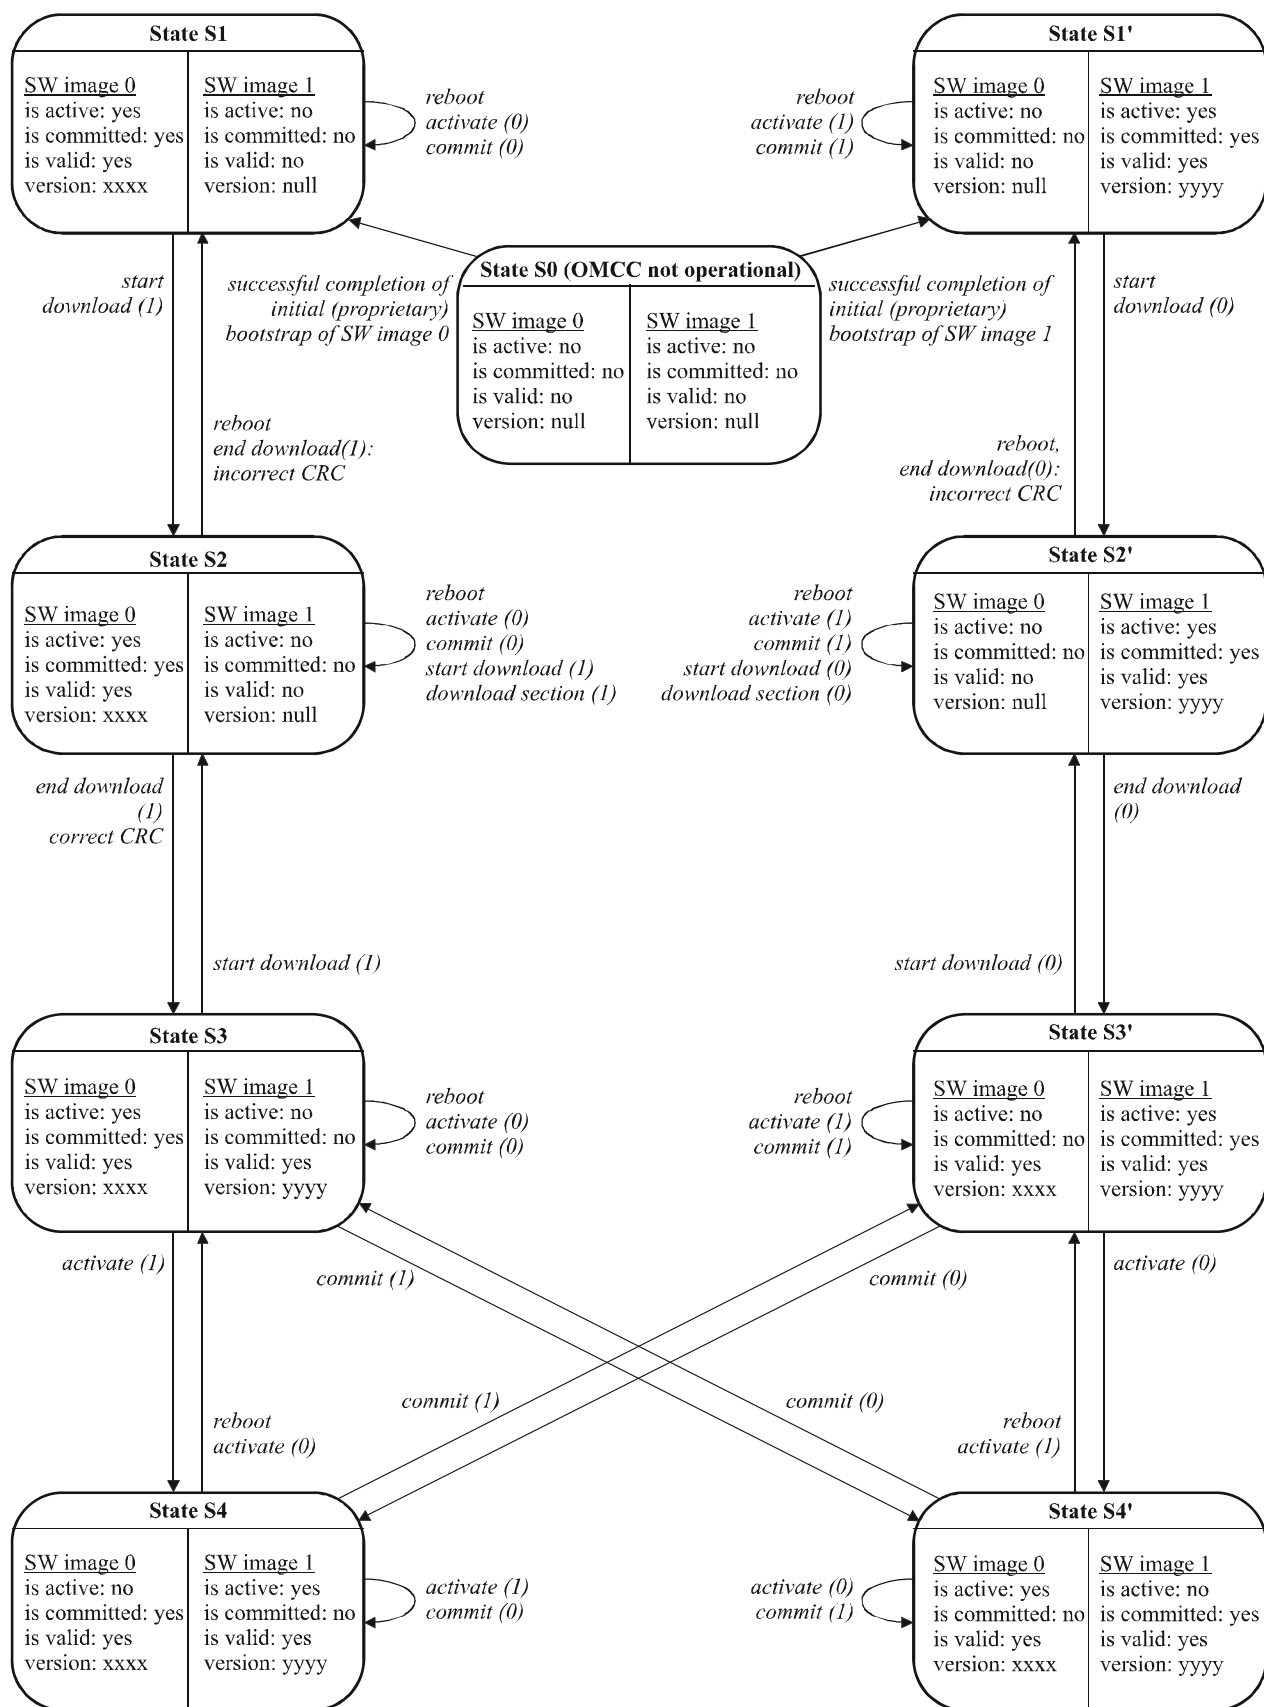 State S1
SW image 0
is active: yes
is committed: yes
is valid: yes
version: xxxx
SW image 1
is active: no
is committed: no
is valid: no
version: null
reboot
activate (0)
commit (0)
State S1'
SW image 0
is active: no
is committed: no
is valid: no
version: null
SW image 1
is active: yes
is committed: yes
is valid: yes
version: yyyy
reboot
activate (1)
commit (1)
State S0 (OMCC not operational)
SW image 0
is active: no
is committed: no
is valid: no
version: null
SW image 1
is active: no
is committed: no
is valid: no
version: null
start
download (1)
successful completion of
initial (proprietary)
bootstrap of SW image 0
successful completion of
initial (proprietary)
bootstrap of SW image 1
start
download (0)
reboot
end download(1):
incorrect CRC
reboot,
end download(0):
incorrect CRC
State S2
SW image 0
is active: yes
is committed: yes
is valid: yes
version: xxxx
SW image 1
is active: no
is committed: no
is valid: no
version: null
reboot
activate (0)
commit (0)
start download (1)
download section (1)
State S2'
SW image 0
is active: no
is committed: no
is valid: no
version: null
SW image 1
is active: yes
is committed: yes
is valid: yes
version: yyyy
reboot
activate (1)
commit (1)
start download (0)
download section (0)
end download
(1)
correct CRC
end download
(0)
start download (1)
start download (0)
State S3
SW image 0
is active: yes
is committed: yes
is valid: yes
version: xxxx
SW image 1
is active: no
is committed: no
is valid: yes
version: yyyy
reboot
activate (0)
commit (0)
State S3'
SW image 0
is active: no
is committed: no
is valid: yes
version: xxxx
SW image 1
is active: yes
is committed: yes
is valid: yes
version: yyyy
reboot
activate (1)
commit (1)
activate (1)
commit (1)
commit (0)
activate (0)
commit (1)
commit (0)
reboot
activate (0)
reboot
activate (1)
State S4
SW image 0
is active: no
is committed: yes
is valid: yes
version: xxxx
SW image 1
is active: yes
is committed: no
is valid: yes
version: yyyy
activate (1)
commit (0)
State S4'
SW image 0
is active: yes
is committed: no
is valid: yes
version: xxxx
SW image 1
is active: no
is committed: yes
is valid: yes
version: yyyy
activate (0)
commit (1)